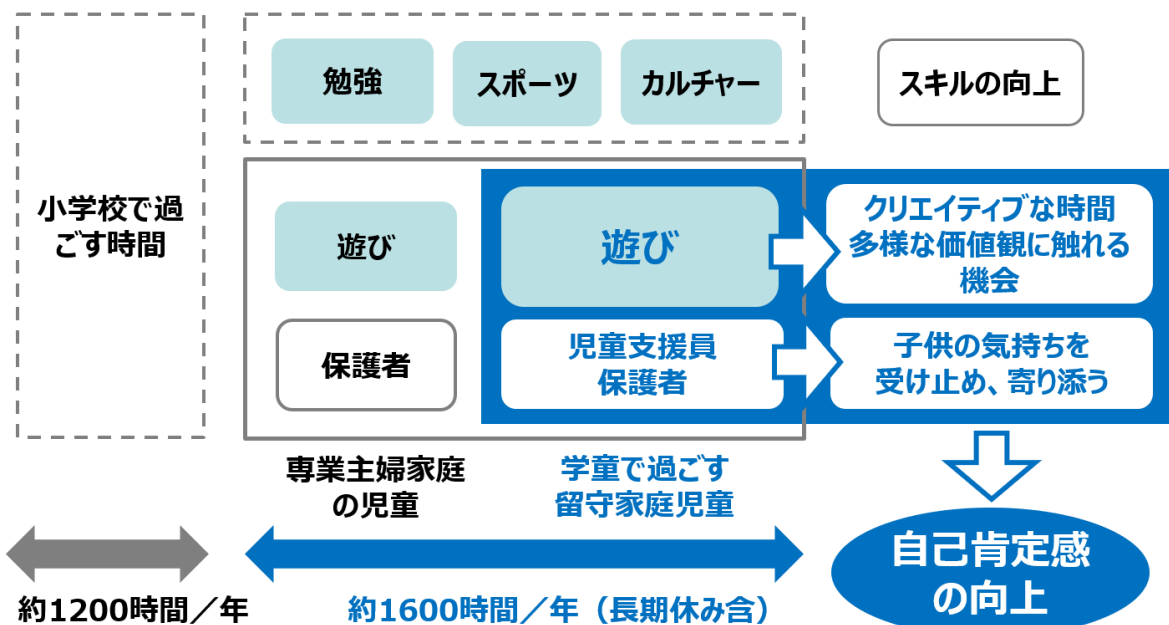 小学校で過
ごす時間
勉強
スポーツ
カルチャー
スキルの向上
遊び
遊び
クリエイティブな時間
多様な価値観に触れる
機会
保護者
児童支援員
保護者
子供の気持ちを
受け止め、寄り添う
専業主婦家庭
の児童
学童で過ごす
留守家庭児童
自己肯定感
の向上
約1200時間／年
約1600時間／年（長期休み含）